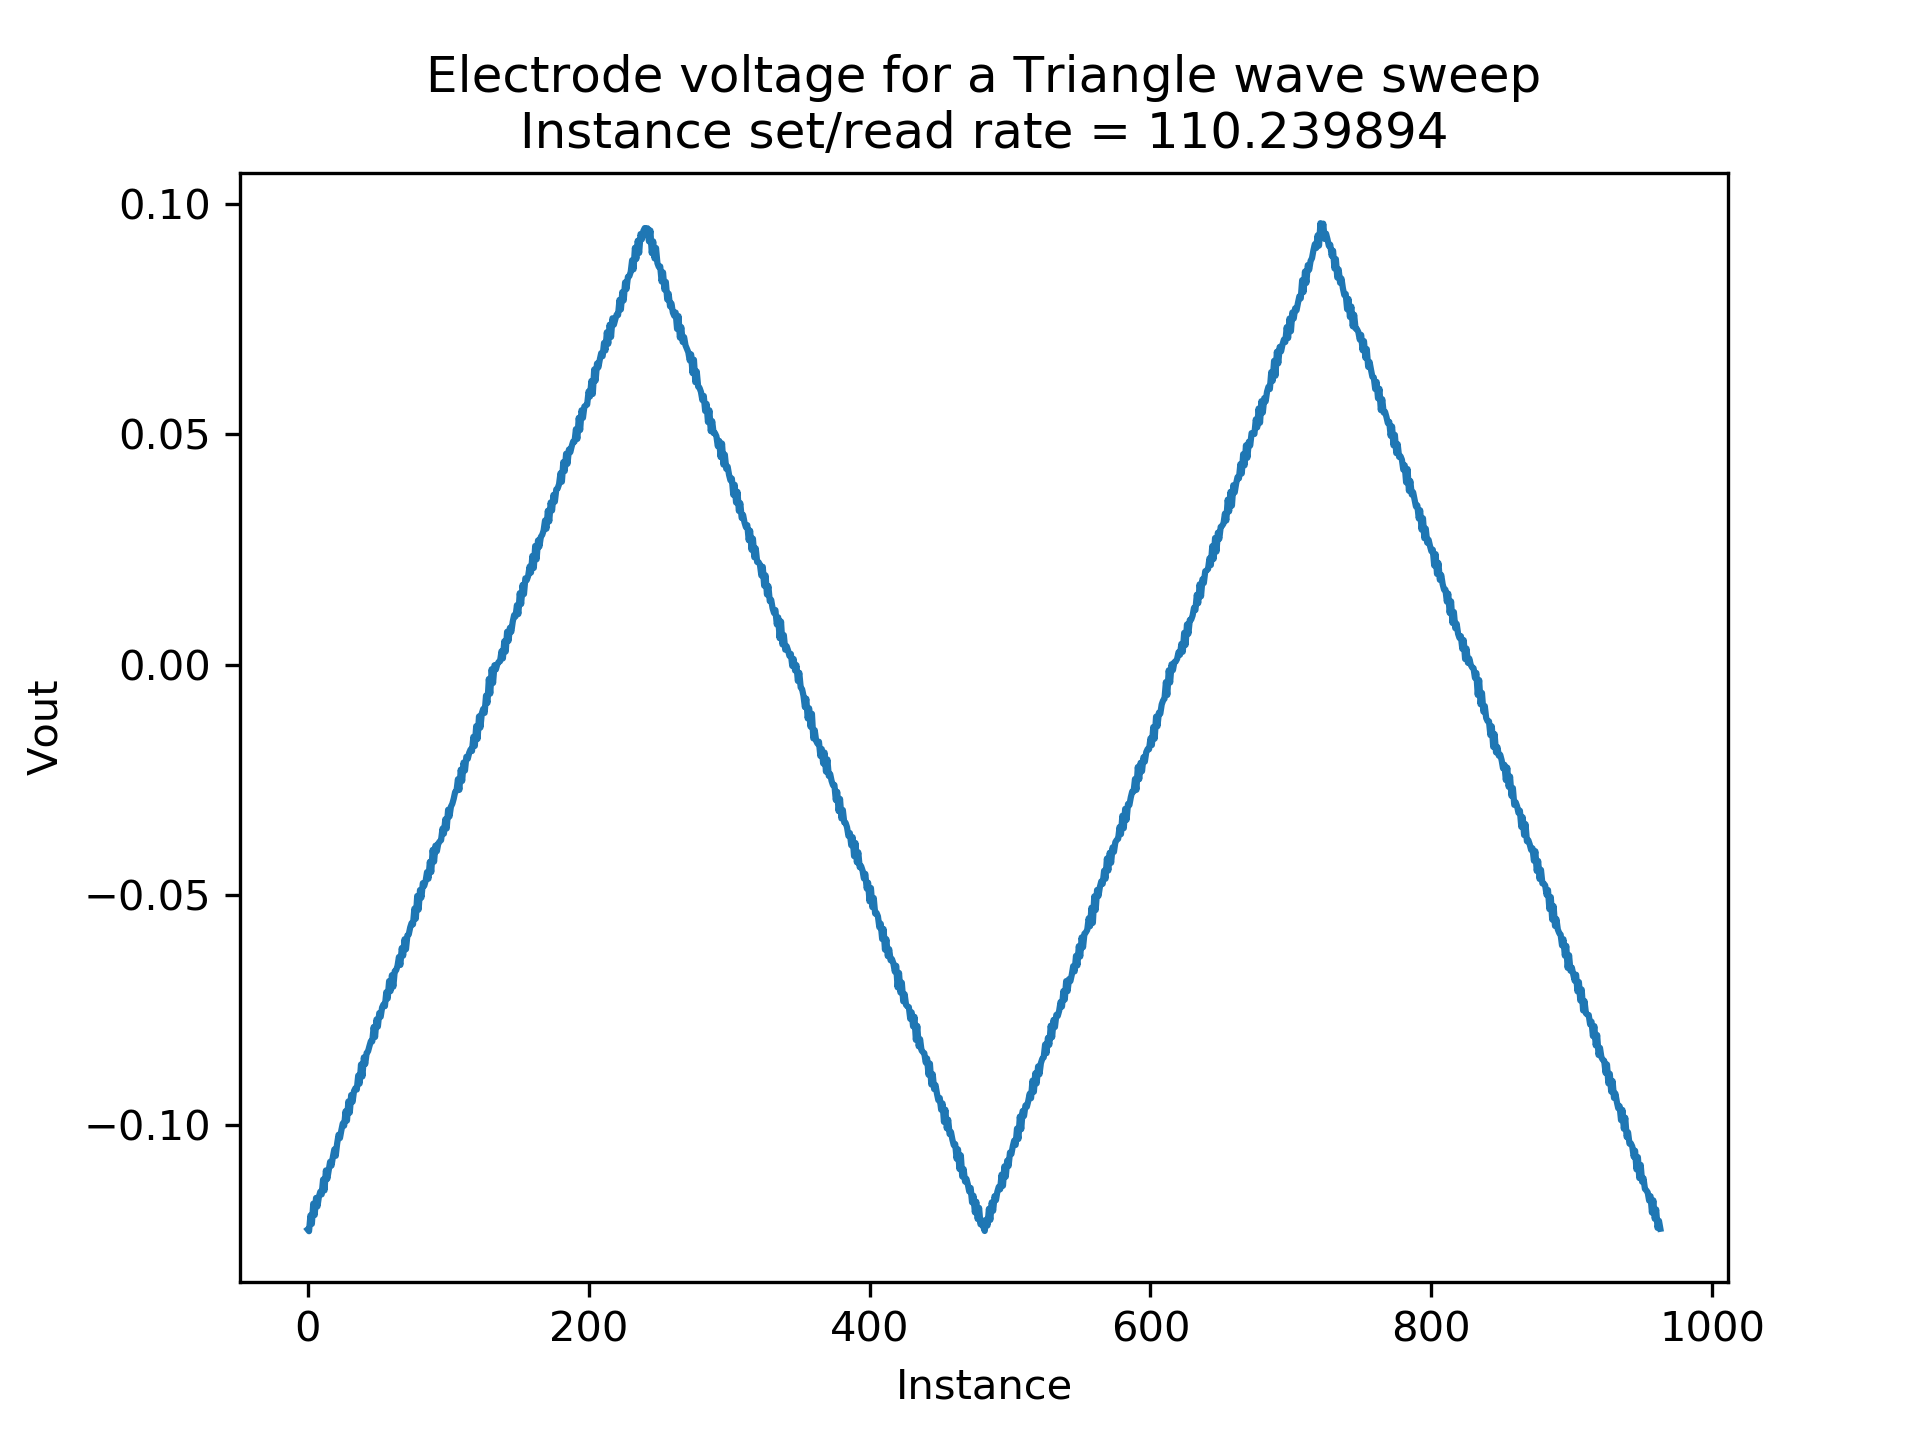 Electrode voltage for a Triangle wave sweep
Instance set/read rate = 110.239894
0.10
0.05
0.00
−0.05
−0.10
Vout
0 200 400 600 800 1000
Instance